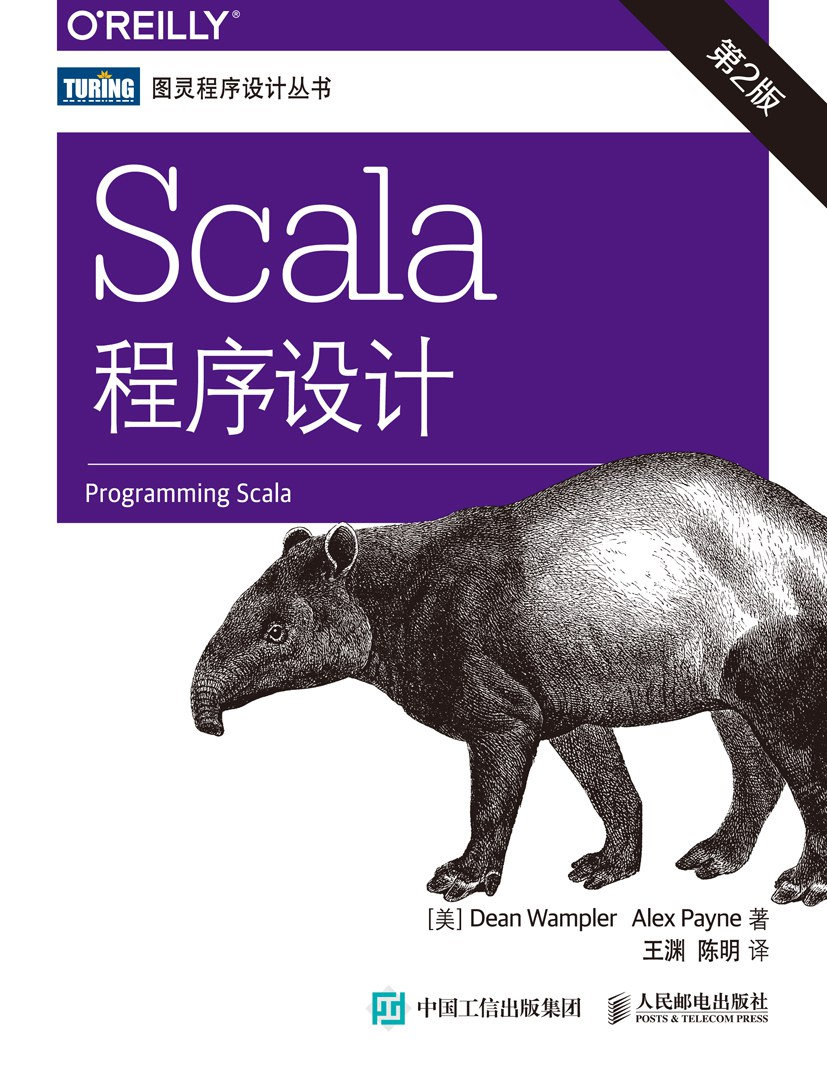 O'REILLY®
第2版
TURING 图灵程序设计丛书
Scala
程序设计
Programming Scala
[美] Dean Wampler Alex Payne 著
王渊 陈明 译
中国工信出版集团 人民邮电出版社
POSTS & TELECOM PRESS